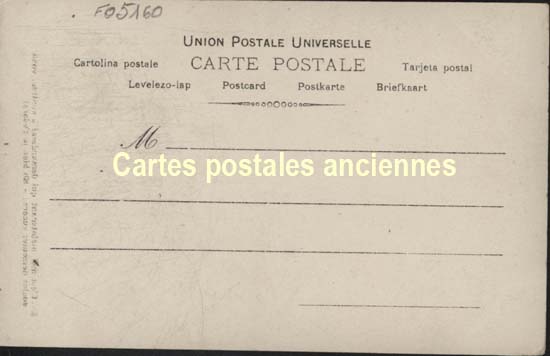 F05160
UNION POSTALE UNIVERSELLE
Cartolina postale CARTE POSTALE Tarjeta postal
Levelezo-lap Postcard Postkarte Briefkaart
M
Cartes postales anciennes